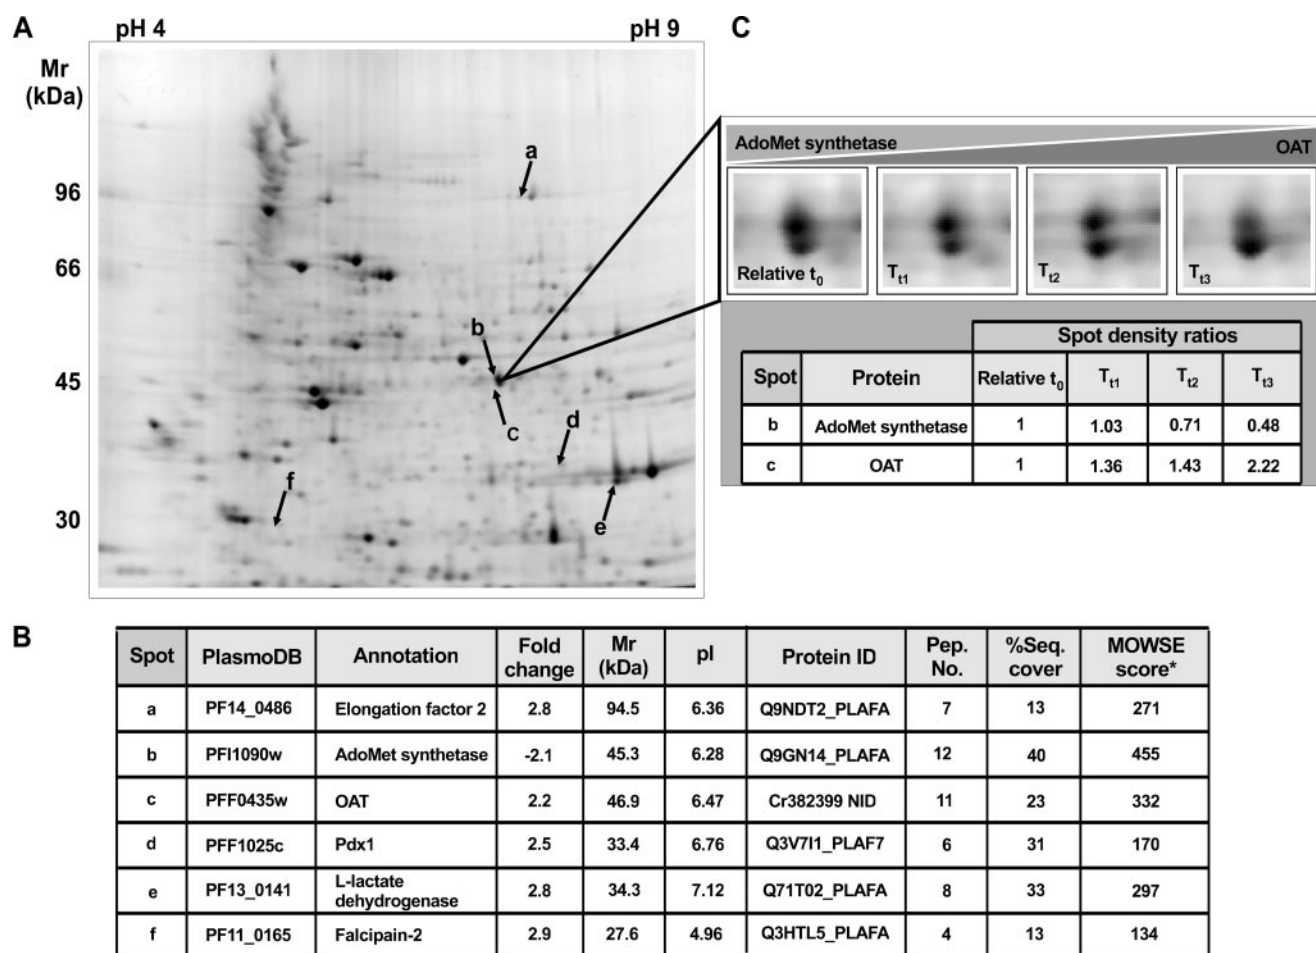 A
pH 4
pH 9
Mr
(kDa)
96
66
45
30
a
b
c
d
e
f
C
AdoMet synthetase
OAT
Relative t0
Tt1
Tt2
Tt3
Spot density ratios
Spot Protein Relative t0 Tt1 Tt2 Tt3
b AdoMet synthetase 1 1.03 0.71 0.48
c OAT 1 1.36 1.43 2.22
B
Spot PlasmoDB Annotation Fold change Mr (kDa) pI Protein ID Pep. No. %Seq. cover MOWSE score*
a PF14_0486 Elongation factor 2 2.8 94.5 6.36 Q9NDT2_PLAFA 7 13 271
b PFI1090w AdoMet synthetase -2.1 45.3 6.28 Q9GN14_PLAFA 12 40 455
c PFF0435w OAT 2.2 46.9 6.47 Cr382399 NID 11 23 332
d PFF1025c Pdx1 2.5 33.4 6.76 Q3V7I1_PLAF7 6 31 170
e PF13_0141 L-lactate dehydrogenase 2.8 34.3 7.12 Q71T02_PLAFA 8 33 297
f PF11_0165 Falcipain-2 2.9 27.6 4.96 Q3HTL5_PLAFA 4 13 134